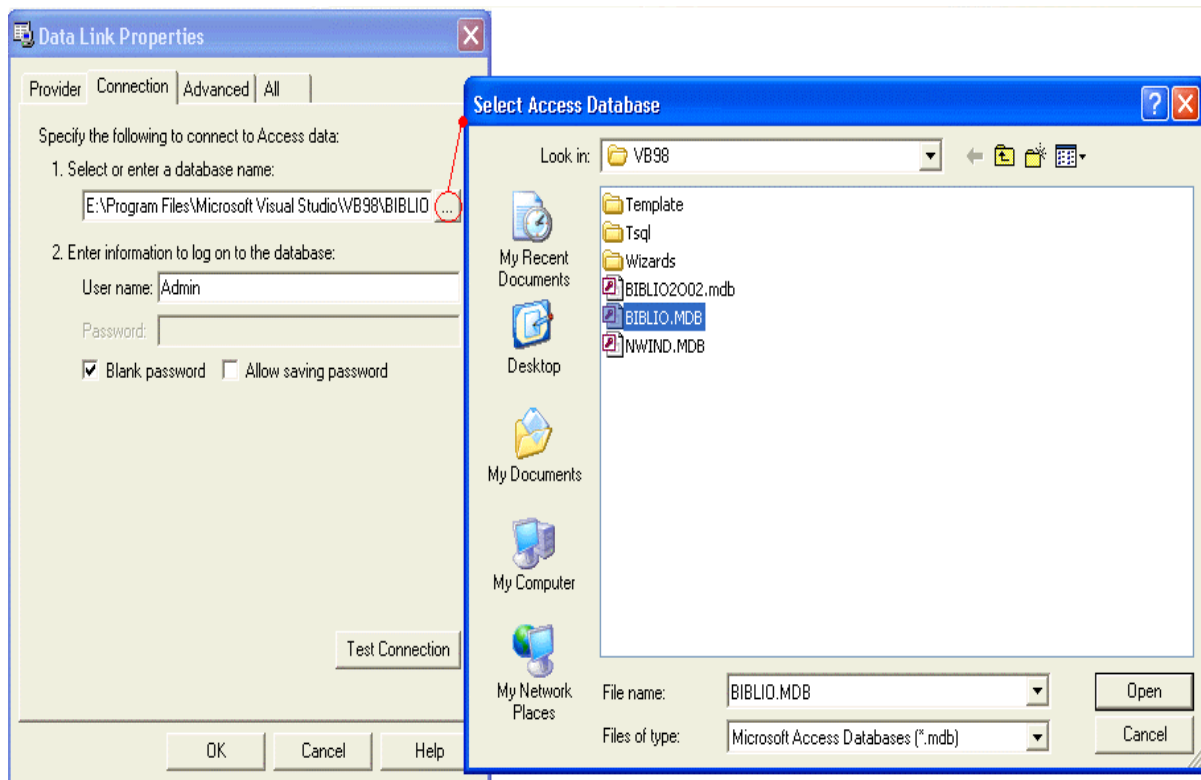 Data Link Properties
Provider Connection Advanced All
Specify the following to connect to Access data:
1. Select or enter a database name:
E:\Program Files\Microsoft Visual Studio\VB98\BIBLIO ...
2. Enter information to log on to the database:
User name: Admin
Password:
Blank password Allow saving password
Test Connection
OK Cancel Help
Select Access Database
Look in: VB98
My Recent
Documents
Desktop
My Documents
My Computer
My Network
Places
Template
Tsql
Wizards
BIBLIO2002.mdb
BIBLIO.MDB
NWIND.MDB
File name: BIBLIO.MDB Open
Files of type: Microsoft Access Databases (*.mdb) Cancel